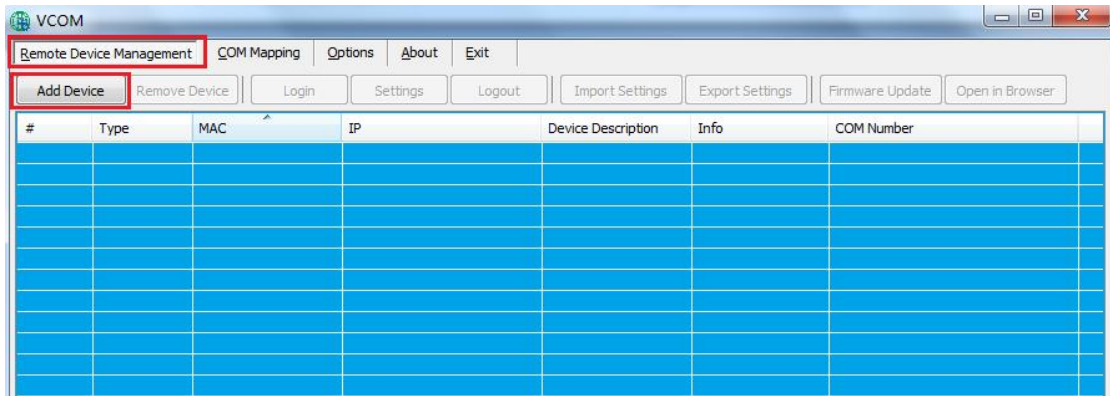 VCOM
Remote Device Management COM Mapping Options About Exit
Add Device Remove Device Login Settings Logout Import Settings Export Settings Firmware Update Open in Browser
# Type MAC IP Device Description Info COM Number